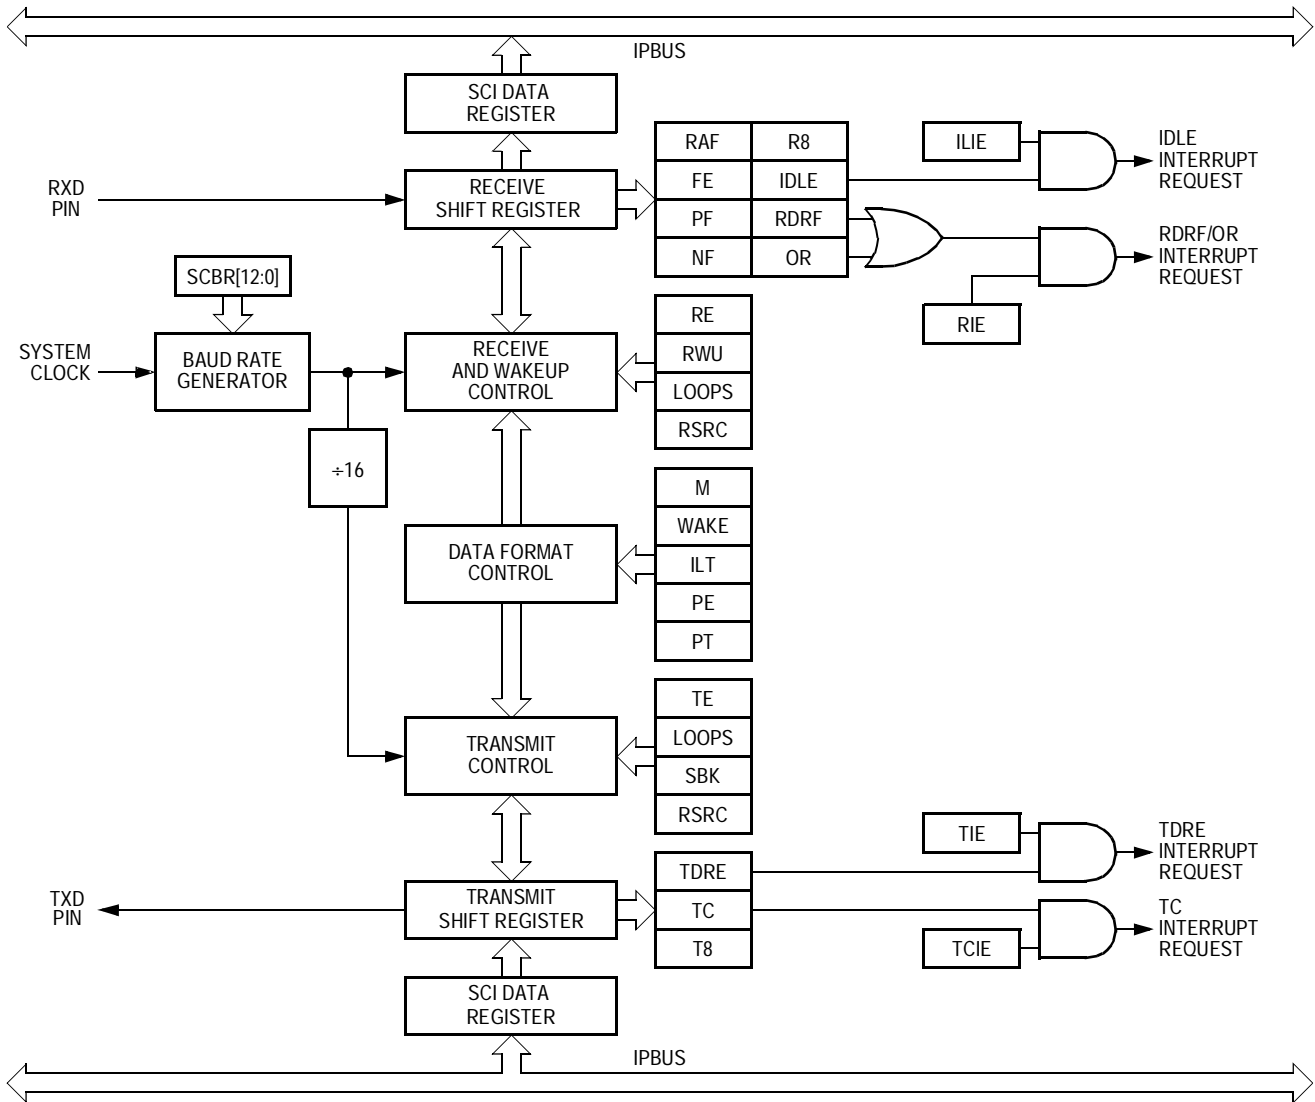 IPBUS
SCI DATA
REGISTER
RAF
R8
ILIE
IDLE
INTERRUPT
REQUEST
RXD
PIN
RECEIVE
SHIFT REGISTER
FE
IDLE
PF
RDRF
NF
OR
RDRF/OR
INTERRUPT
REQUEST
RIE
SCBR[12:0]
SYSTEM
CLOCK
BAUD RATE
GENERATOR
RECEIVE
AND WAKEUP
CONTROL
RE
RWU
LOOPS
RSRC
÷16
DATA FORMAT
CONTROL
M
WAKE
ILT
PE
PT
TRANSMIT
CONTROL
TE
LOOPS
SBK
RSRC
TIE
TDRE
INTERRUPT
REQUEST
TXD
PIN
TRANSMIT
SHIFT REGISTER
TDRE
TC
T8
TCIE
TC
INTERRUPT
REQUEST
SCI DATA
REGISTER
IPBUS